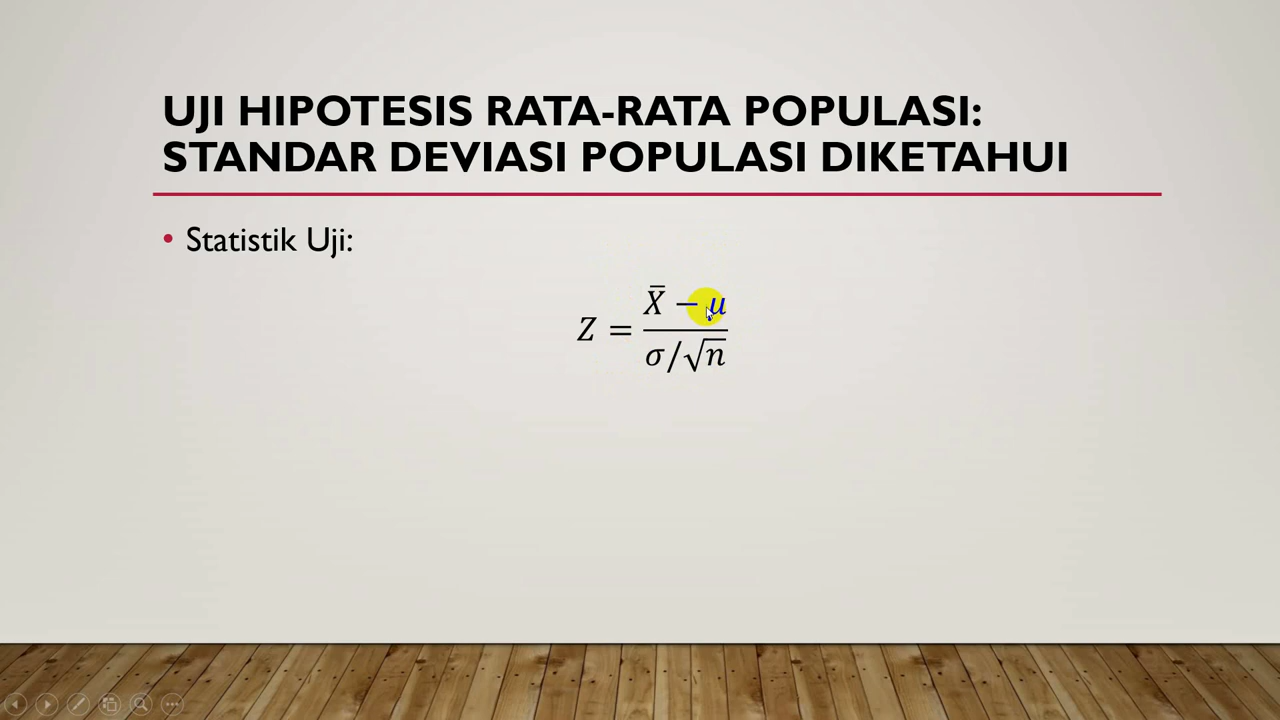 UJI HIPOTESIS RATA-RATA POPULASI:
STANDAR DEVIASI POPULASI DIKETAHUI
• Statistik Uji:
Z = (X̄ − μ) / (σ/√n)